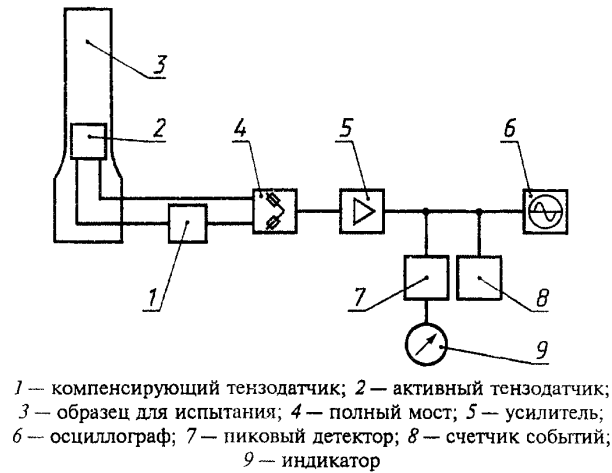 3
2
4
5
6
1
7
8
9
1 — компенсирующий тензодатчик; 2 — активный тензодатчик;
3 — образец для испытания; 4 — полный мост; 5 — усилитель;
6 — осциллограф; 7 — пиковый детектор; 8 — счетчик событий;
9 — индикатор